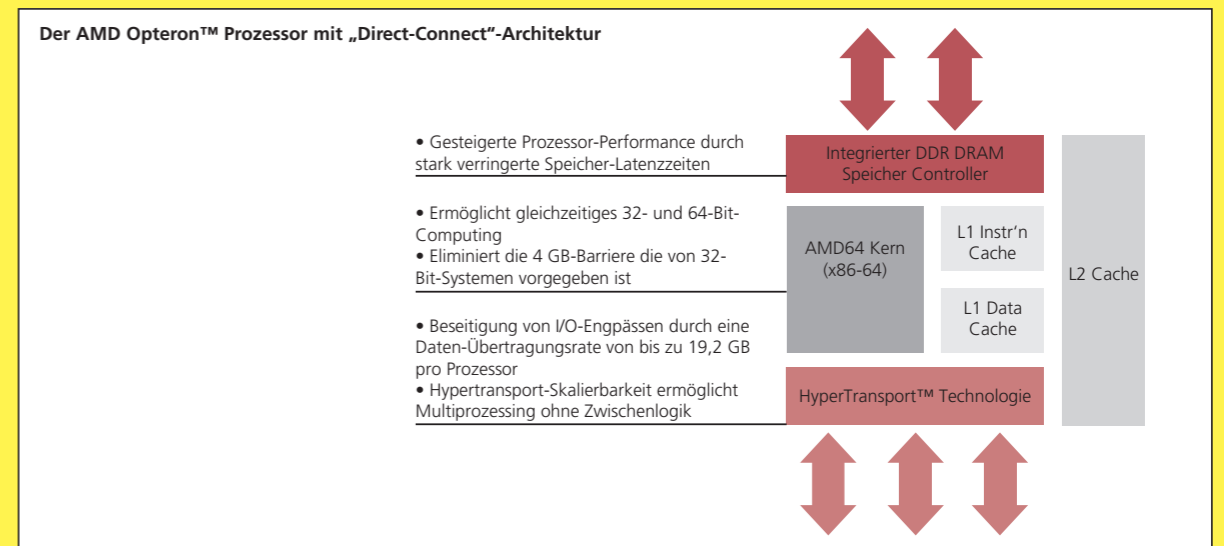 Der AMD Opteron™ Prozessor mit „Direct-Connect“-Architektur
• Gesteigerte Prozessor-Performance durch
stark verringerte Speicher-Latenzzeiten
• Ermöglicht gleichzeitiges 32- und 64-Bit-
Computing
• Eliminiert die 4 GB-Barriere die von 32-
Bit-Systemen vorgegeben ist
• Beseitigung von I/O-Engpässen durch eine
Daten-Übertragungsrate von bis zu 19,2 GB
pro Prozessor
• Hypertransport-Skalierbarkeit ermöglicht
Multiprozessing ohne Zwischenlogik
Integrierter DDR DRAM
Speicher Controller
AMD64 Kern
(x86-64)
L1 Instr‘n
Cache
L1 Data
Cache
L2 Cache
HyperTransport™ Technologie